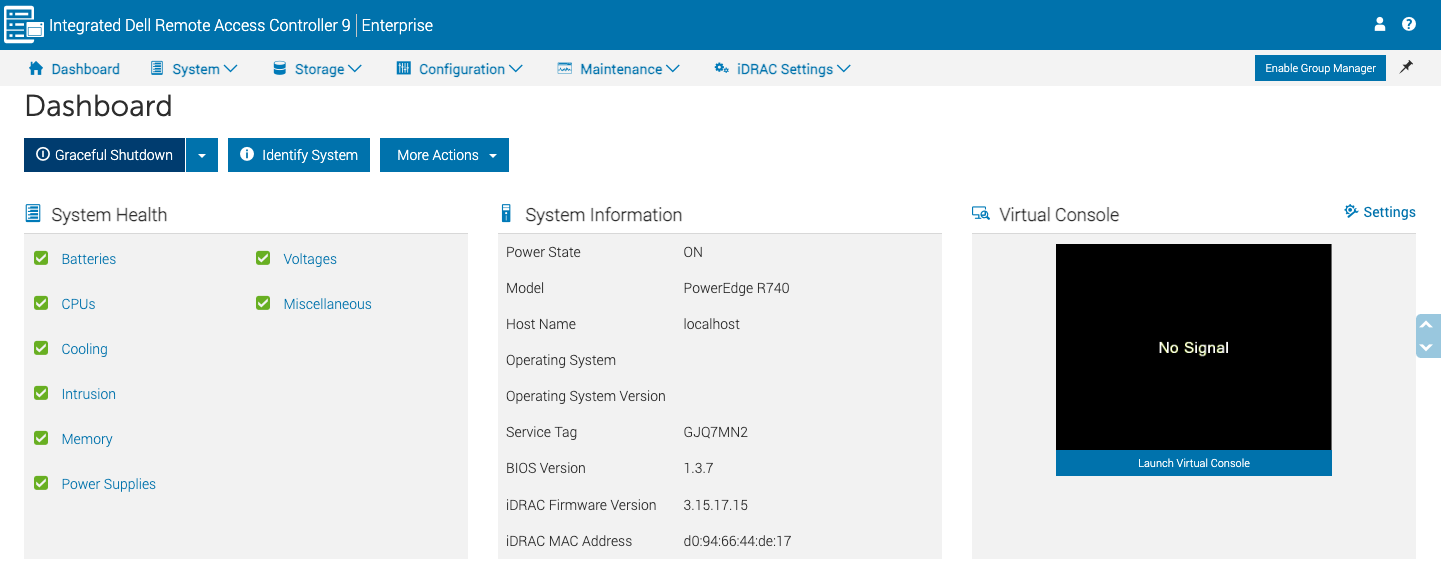 Integrated Dell Remote Access Controller 9 | Enterprise
Dashboard System Storage Configuration Maintenance iDRAC Settings Enable Group Manager
Dashboard
Graceful Shutdown Identify System More Actions
System Health
Batteries Voltages
CPUs Miscellaneous
Cooling
Intrusion
Memory
Power Supplies
System Information
Power State ON
Model PowerEdge R740
Host Name localhost
Operating System
Operating System Version
Service Tag GJQ7MN2
BIOS Version 1.3.7
iDRAC Firmware Version 3.15.17.15
iDRAC MAC Address d0:94:66:44:de:17
Virtual Console Settings
No Signal
Launch Virtual Console